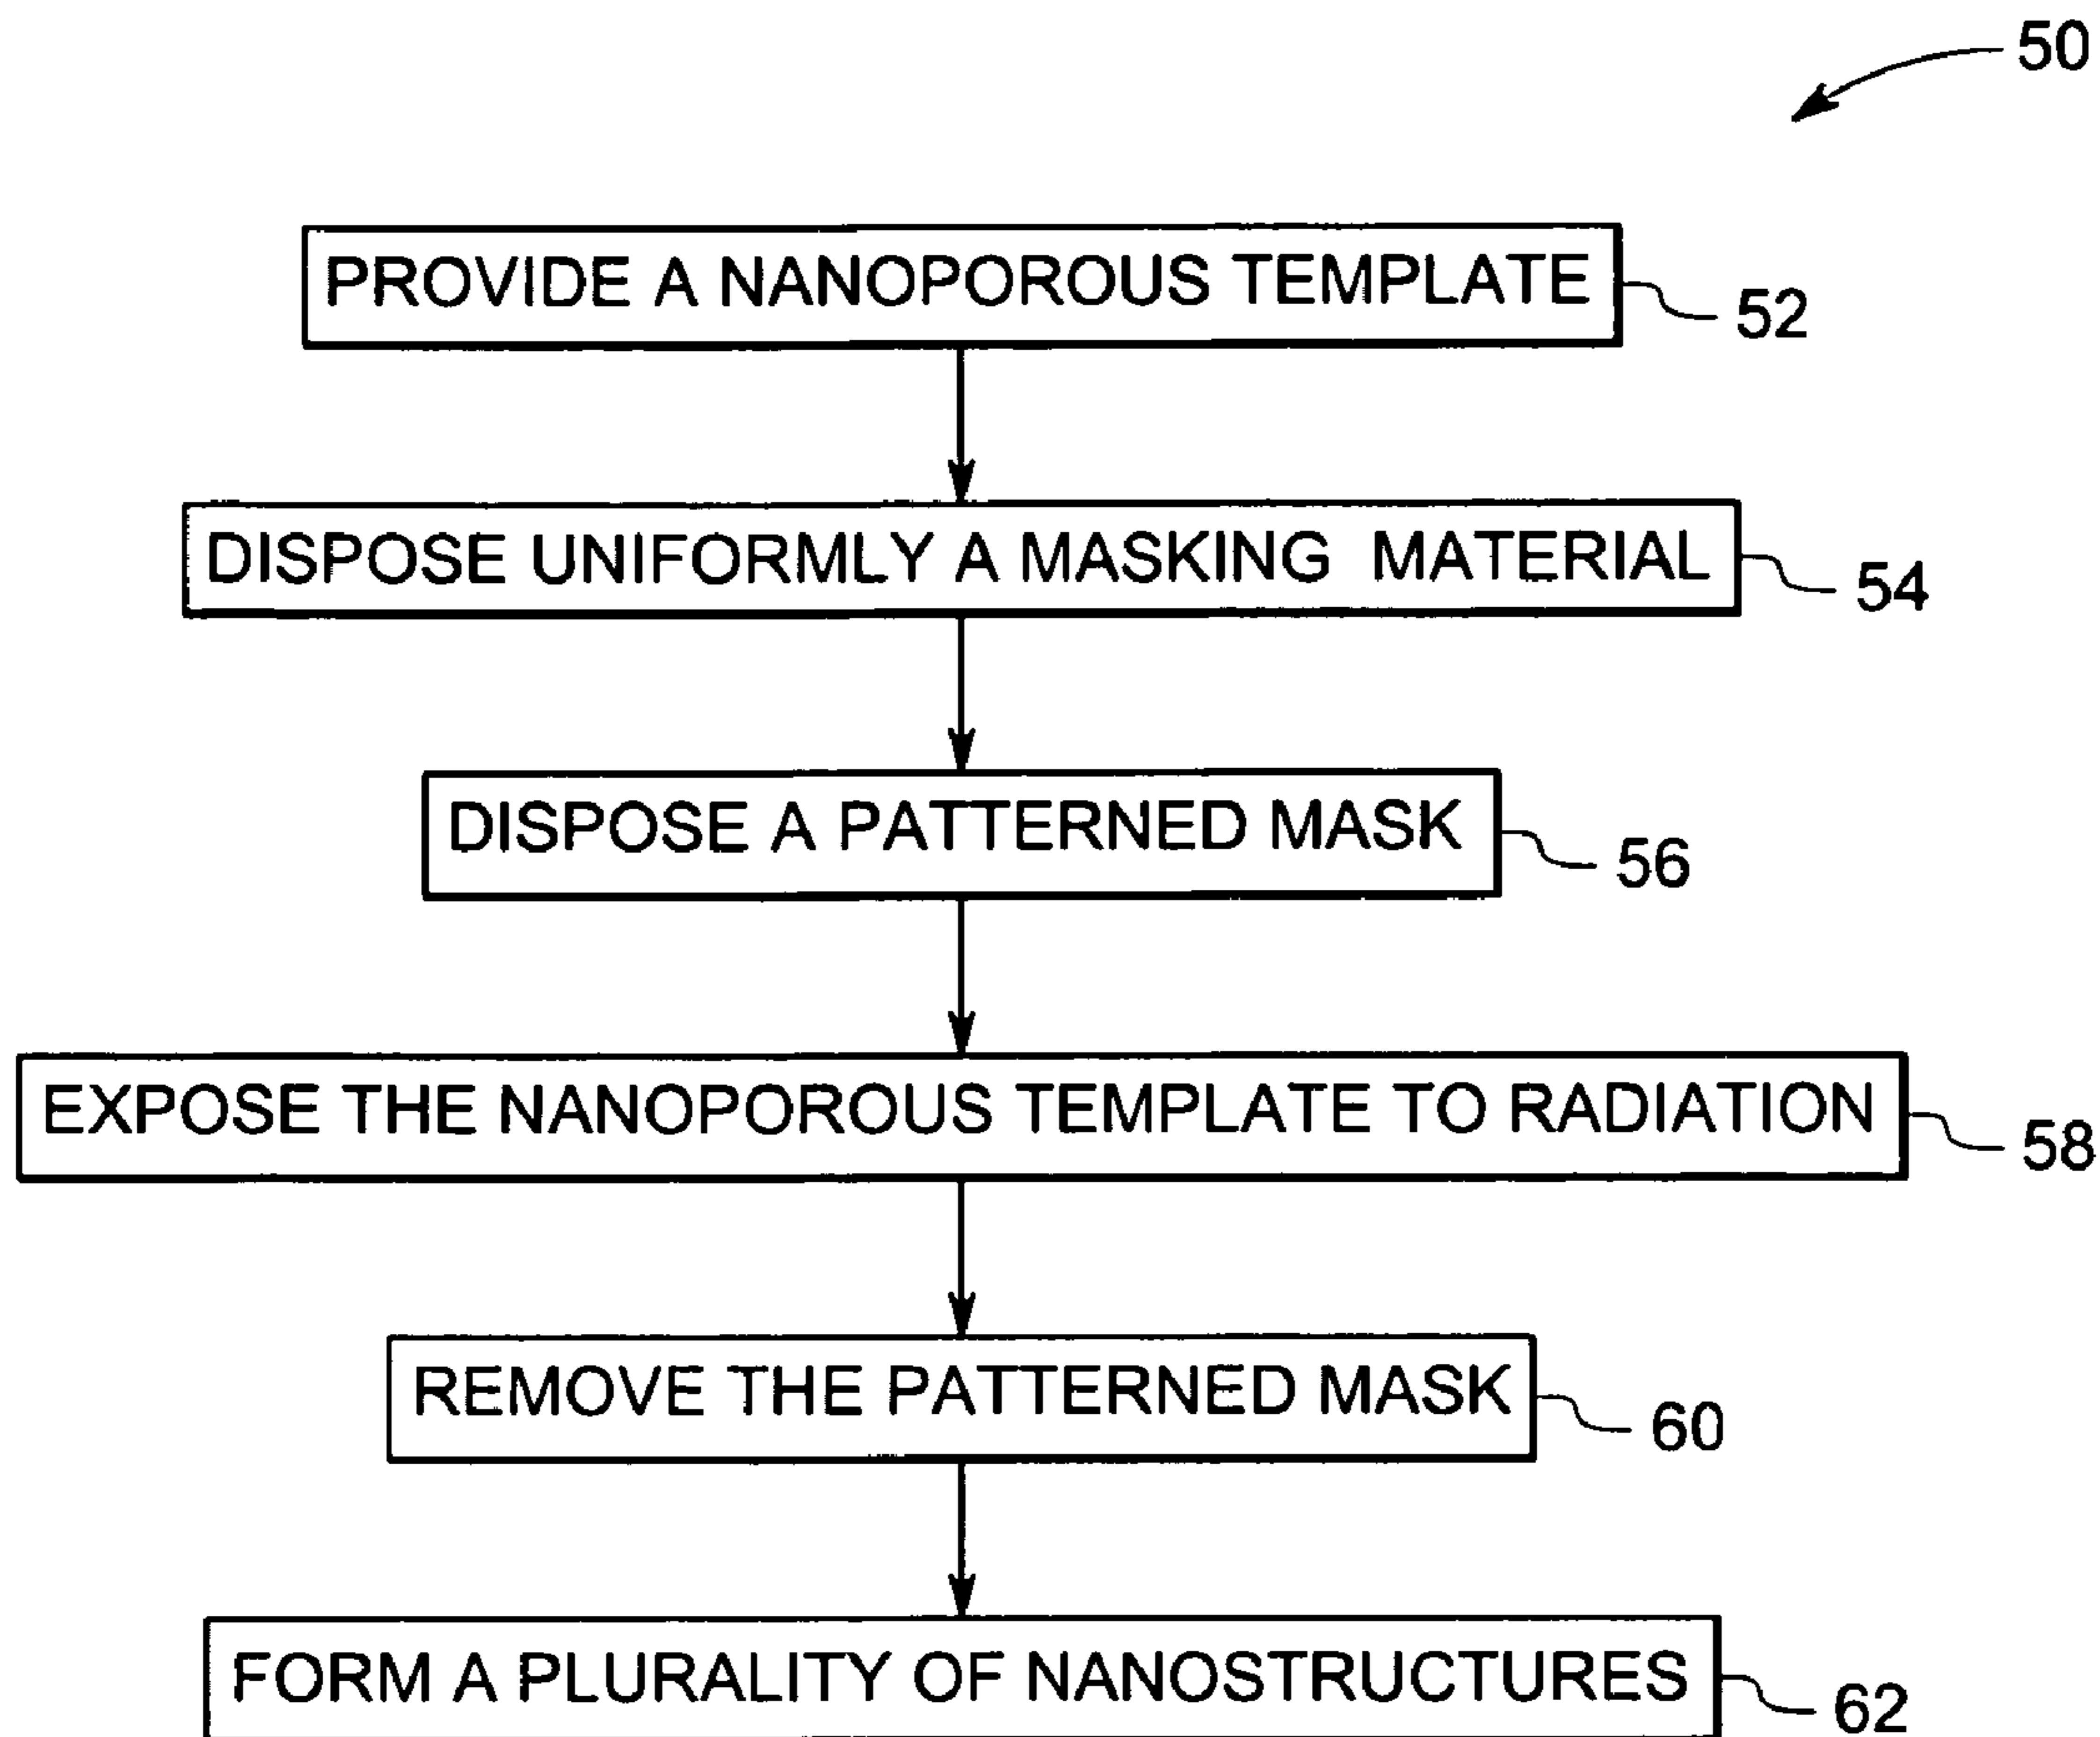 50
PROVIDE A NANOPOROUS TEMPLATE
52
DISPOSE UNIFORMLY A MASKING MATERIAL
54
DISPOSE A PATTERNED MASK
56
EXPOSE THE NANOPOROUS TEMPLATE TO RADIATION
58
REMOVE THE PATTERNED MASK
60
FORM A PLURALITY OF NANOSTRUCTURES
62